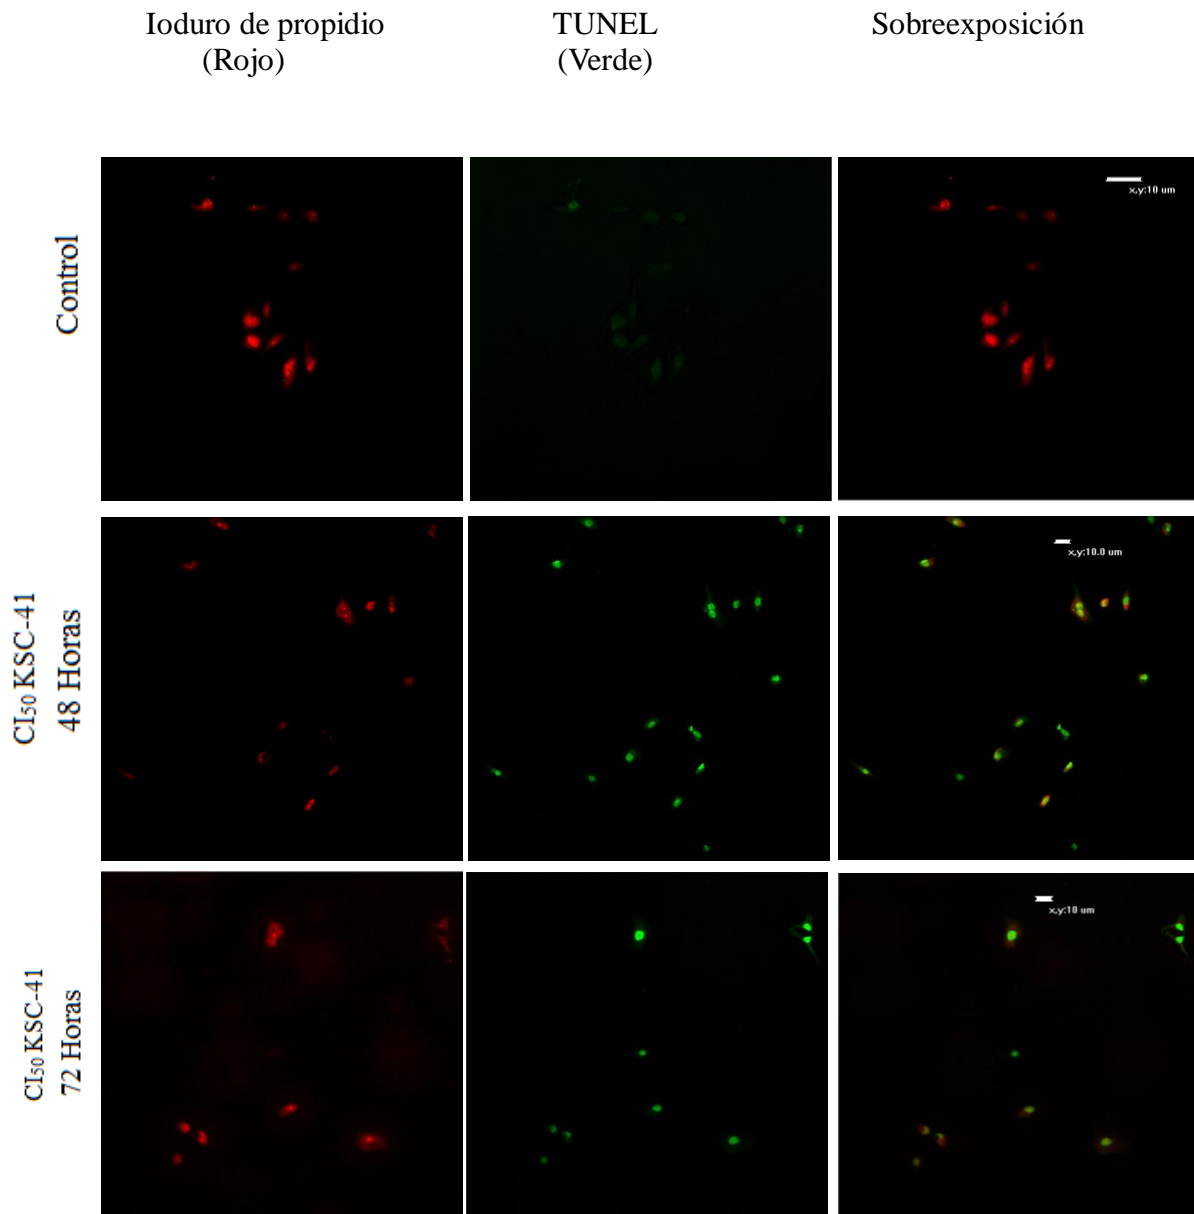 Ioduro de propidio
(Rojo)
TUNEL
(Verde)
Sobreexposición
Control
x,y:10 um
CI₅₀ KSC-41
48 Horas
x,y:10.0 um
CI₅₀ KSC-41
72 Horas
x,y:10 um